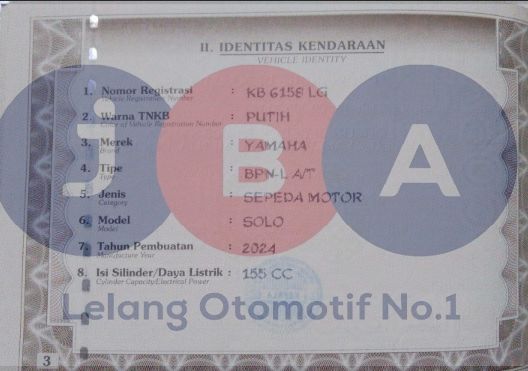 II. IDENTITAS KENDARAAN
VEHICLE IDENTITY
1. Nomor Registrasi : KB 6158 LG
Vehicle Registration Number
2. Warna TNKB : PUTIH
Color of Vehicle Registration Number
3. Merek : YAMAHA
Brand
4. Tipe : BPN-L A/T
Type
5. Jenis : SEPEDA MOTOR
Category
6. Model : SOLO
Model
7. Tahun Pembuatan : 2024
Manufacture Year
8. Isi Silinder/Daya Listrik : 155 CC
Cylinder Capacity/Electrical Power
jBA
Lelang Otomotif No.1
3